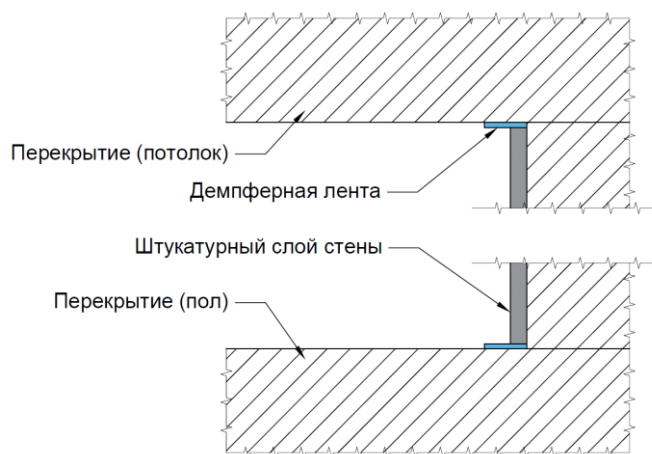 Перекрытие (потолок)
Демпферная лента
Штукатурный слой стены
Перекрытие (пол)